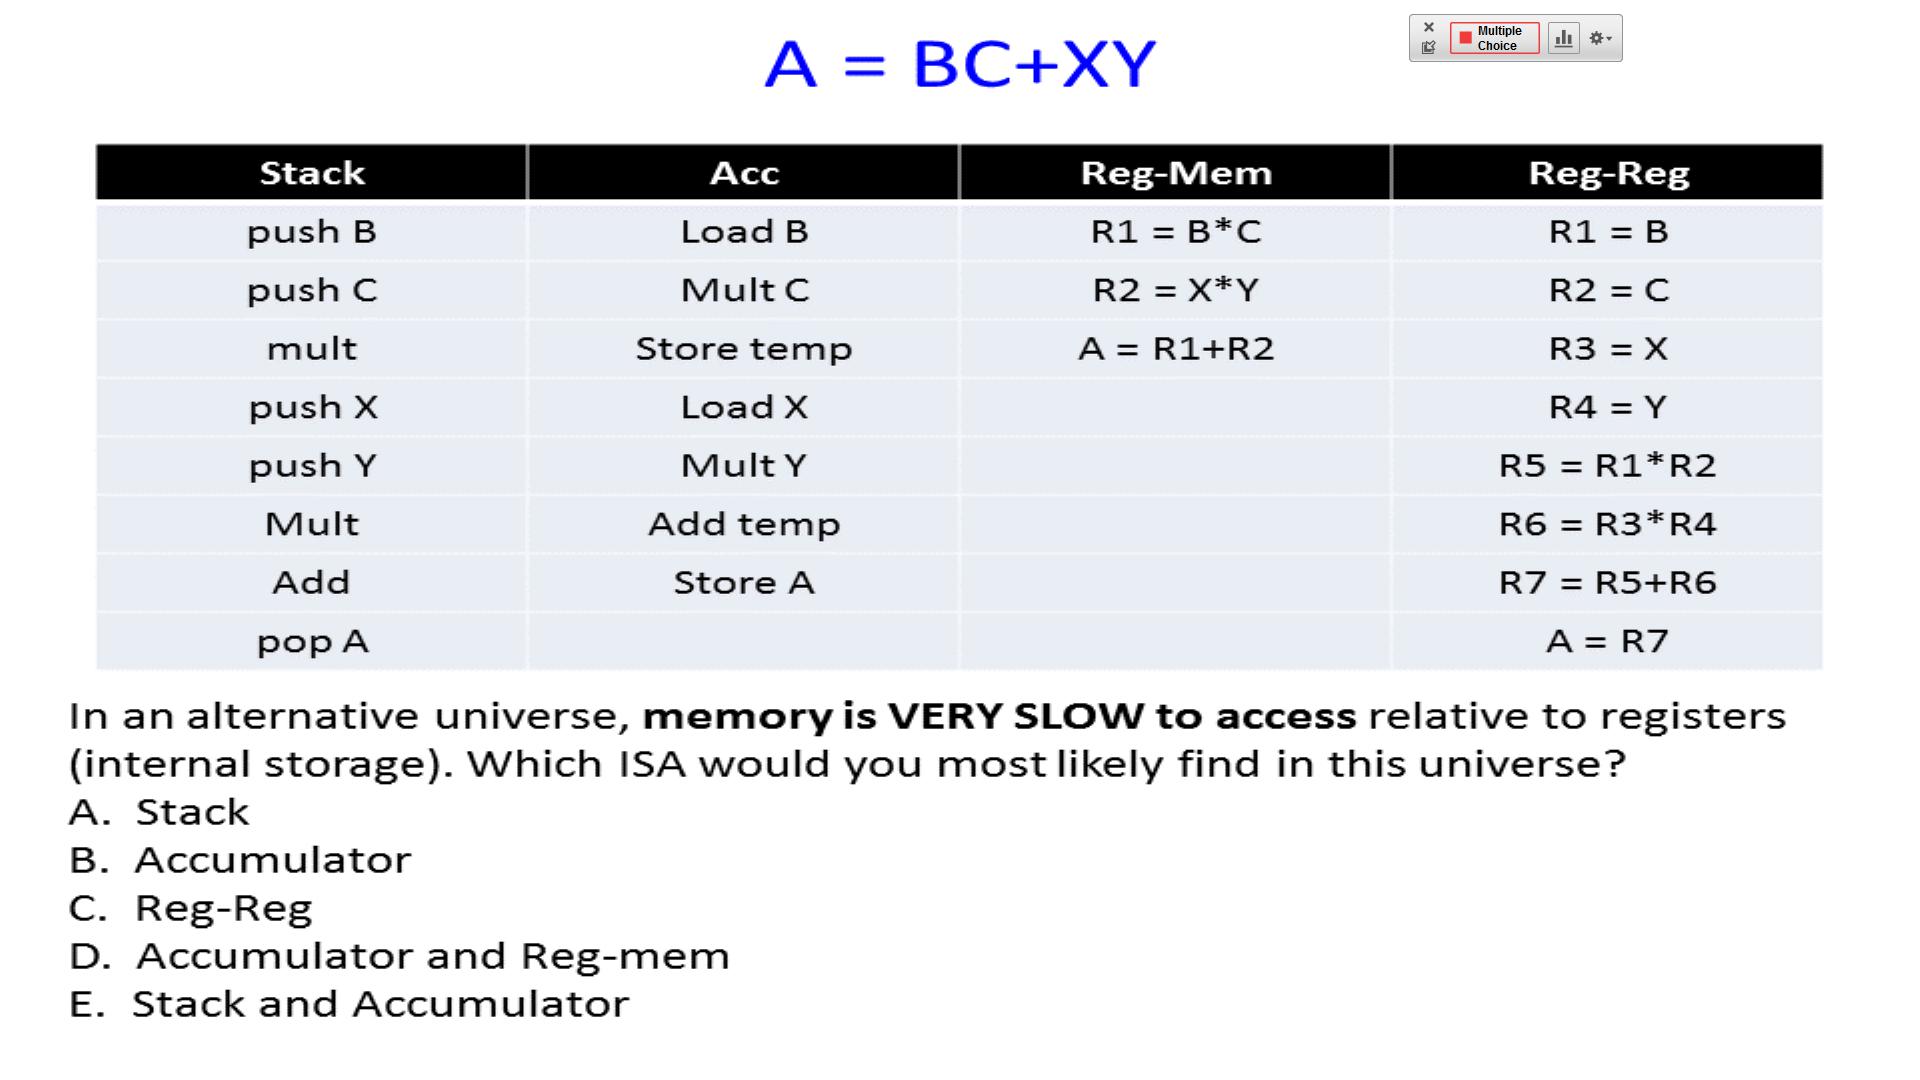 Multiple
Choice
A = BC+XY
Stack Acc Reg-Mem Reg-Reg
push B Load B R1 = B*C R1 = B
push C Mult C R2 = X*Y R2 = C
mult Store temp A = R1+R2 R3 = X
push X Load X R4 = Y
push Y Mult Y R5 = R1*R2
Mult Add temp R6 = R3*R4
Add Store A R7 = R5+R6
pop A A = R7
In an alternative universe, memory is VERY SLOW to access relative to registers
(internal storage). Which ISA would you most likely find in this universe?
A. Stack
B. Accumulator
C. Reg-Reg
D. Accumulator and Reg-mem
E. Stack and Accumulator